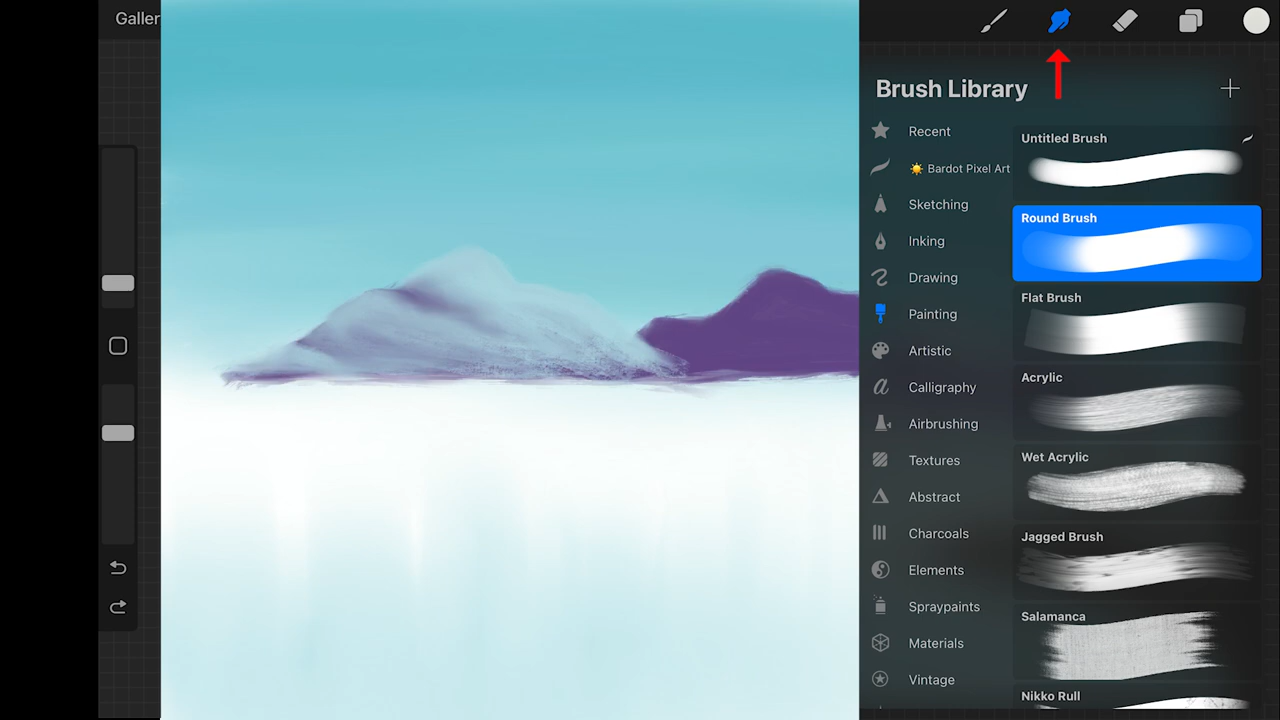 Galler
Brush Library
Recent
Bardot Pixel Art
Sketching
Inking
Drawing
Painting
Artistic
Calligraphy
Airbrushing
Textures
Abstract
Charcoals
Elements
Spraypaints
Materials
Vintage
Untitled Brush
Round Brush
Flat Brush
Acrylic
Wet Acrylic
Jagged Brush
Salamanca
Nikko Rull